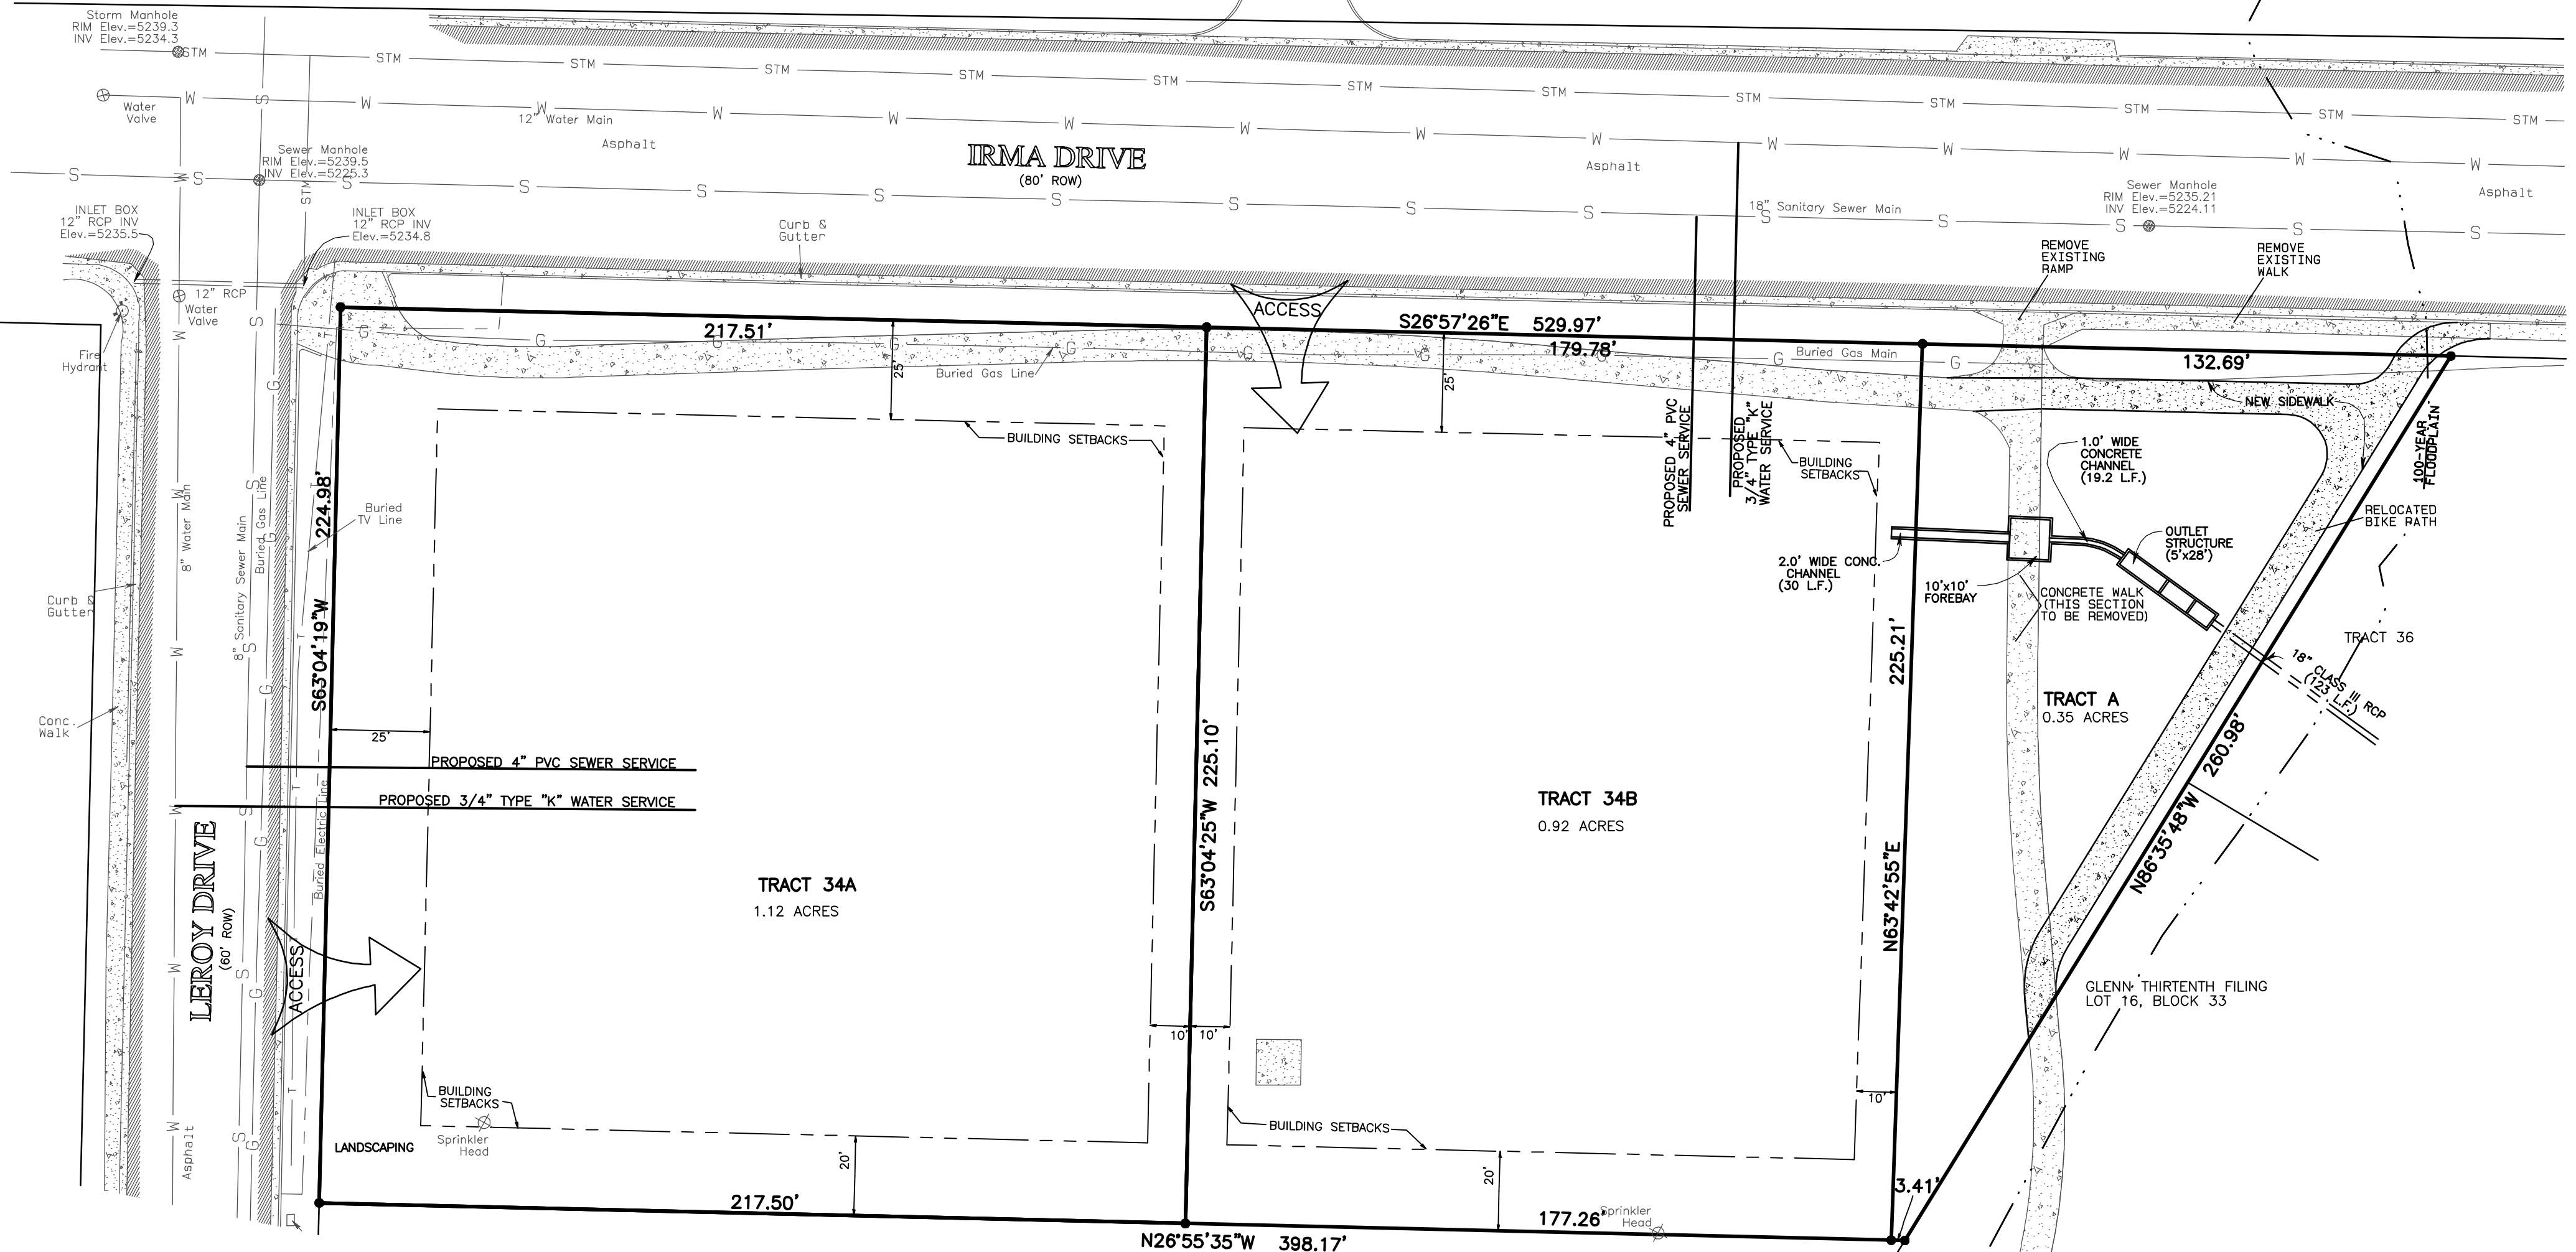 Storm Manhole
RIM Elev.=5239.3
INV Elev.=5234.3
STM STM STM STM STM STM STM STM STM STM STM STM STM
Water
Valve
W W W W W W W W W W W W W W
12" Water Main
Asphalt
IRMA DRIVE
(80' ROW)
Asphalt
Asphalt
Sewer Manhole
RIM Elev.=5239.5
INV Elev.=5225.3
S S S S S S S S S S S S S S S
18" Sanitary Sewer Main
Sewer Manhole
RIM Elev.=5235.21
INV Elev.=5224.11
STM
INLET BOX
12" RCP INV
Elev.=5235.5
INLET BOX
12" RCP INV
Elev.=5234.8
Curb &
Gutter
REMOVE
EXISTING
RAMP
REMOVE
EXISTING
WALK
12" RCP
Water
Valve
Fire
Hydrant
ACCESS
217.51'
S26°57'26"E 529.97'
179.78'
132.69'
G G G G G G G G G
Buried Gas Line
Buried Gas Main
25'
25'
NEW SIDEWALK
BUILDING SETBACKS
BUILDING
SETBACKS
PROPOSED 4" PVC
SEWER SERVICE
PROPOSED
3/4" TYPE "K"
WATER SERVICE
100-YEAR
FLOODPLAIN
1.0' WIDE
CONCRETE
CHANNEL
(19.2 L.F.)
RELOCATED
BIKE PATH
OUTLET
STRUCTURE
(5'x28')
2.0' WIDE CONC.
CHANNEL
(30 L.F.)
10'x10'
FOREBAY
CONCRETE WALK
(THIS SECTION
TO BE REMOVED)
TRACT 36
18" CLASS III RCP
(123 L.F.)
TRACT A
0.35 ACRES
260.98'
N86°35'48"W
225.21'
N63°42'55"E
224.98'
S63°04'19"W
Buried
TV Line
8" Water Main
8" Sanitary Sewer Main
Buried Gas Line
Curb &
Gutter
Conc.
Walk
25'
PROPOSED 4" PVC SEWER SERVICE
PROPOSED 3/4" TYPE "K" WATER SERVICE
Buried Electric Line
S63°04'25"W 225.10'
TRACT 34B
0.92 ACRES
TRACT 34A
1.12 ACRES
LEROY DRIVE
(60' ROW)
ACCESS
GLENN THIRTENTH FILING
LOT 16, BLOCK 33
10' 10'
10'
BUILDING
SETBACKS
BUILDING SETBACKS
Sprinkler
Head
LANDSCAPING
Asphalt
20'
20'
217.50'
177.26'
Sprinkler
Head
3.41'
N26°55'35"W 398.17'